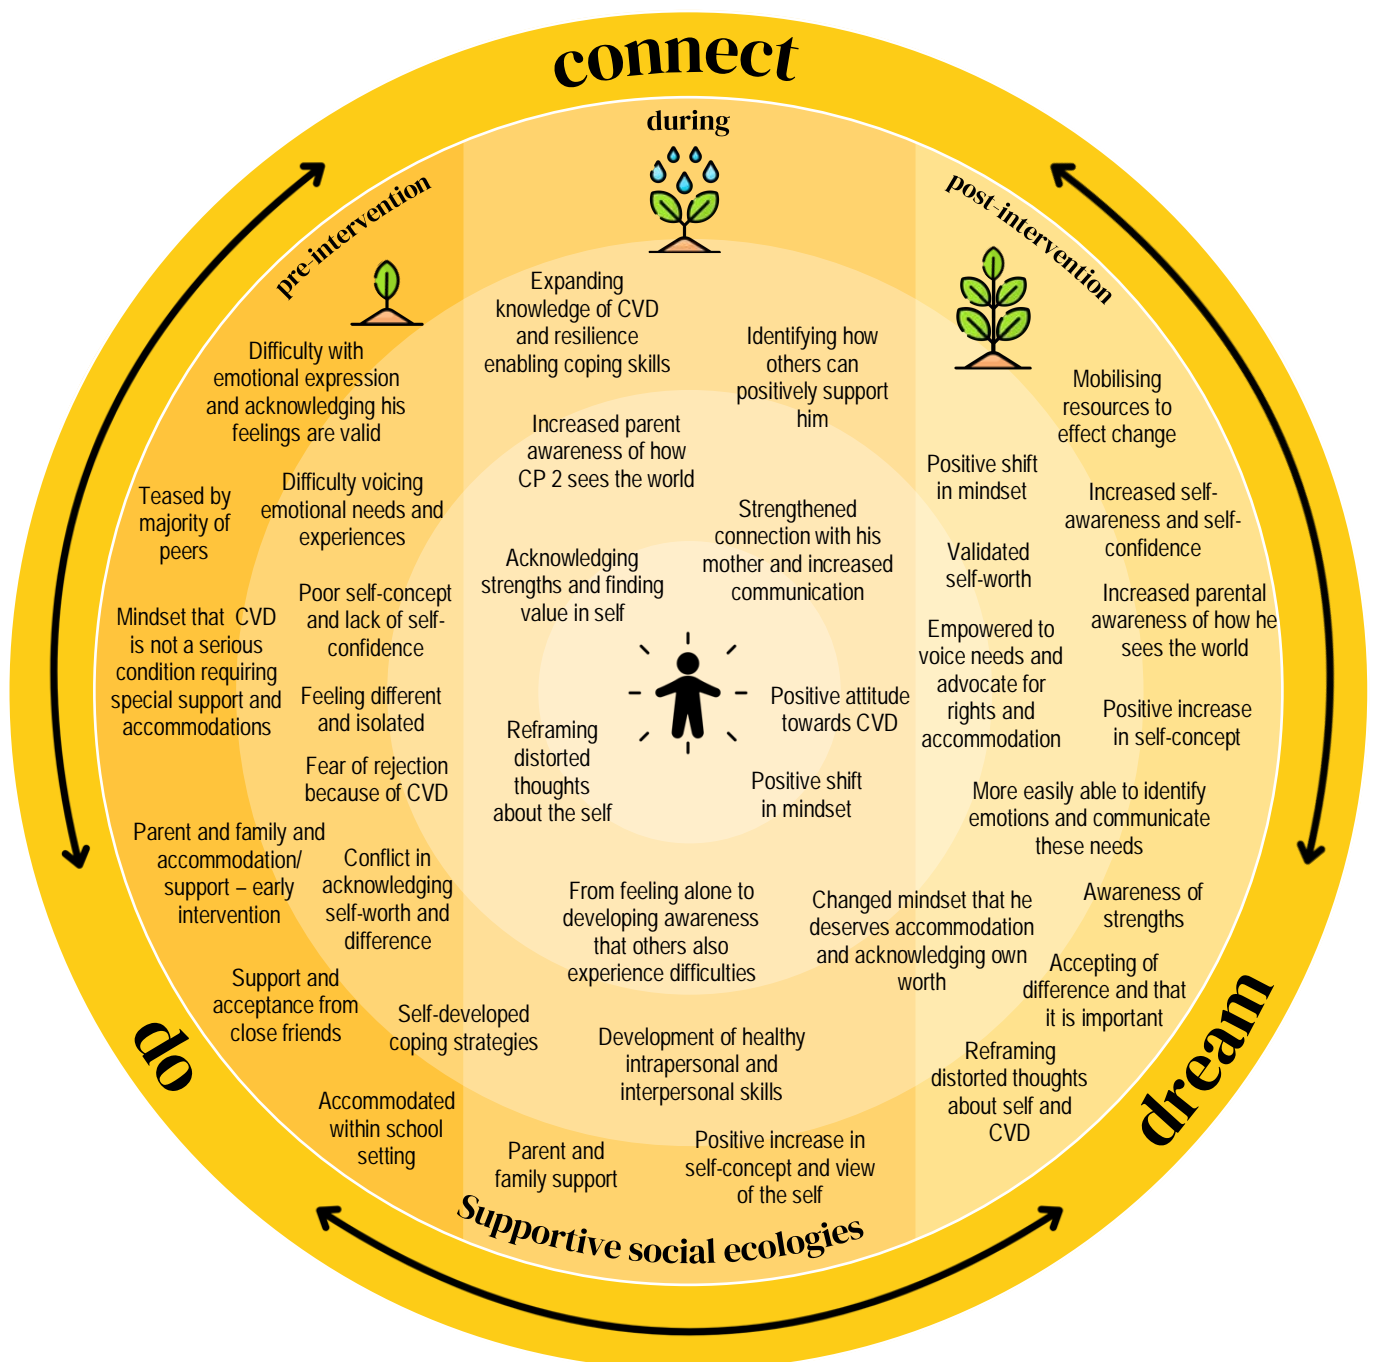 connect
during
pre-intervention
post-intervention
Difficulty with
emotional expression
and acknowledging his
feelings are valid
Teased by
majority of
peers
Difficulty voicing
emotional needs and
experiences
Mindset that CVD
is not a serious
condition requiring
special support and
accommodations
Poor self-concept
and lack of self-
confidence
Feeling different
and isolated
Fear of rejection
because of CVD
Parent and family and
accommodation/
support – early
intervention
Conflict in
acknowledging
self-worth and
difference
Support and
acceptance from
close friends
Self-developed
coping strategies
Accommodated
within school
setting
Expanding
knowledge of CVD
and resilience
enabling coping skills
Identifying how
others can
positively support
him
Increased parent
awareness of how
CP 2 sees the world
Strengthened
connection with his
mother and increased
communication
Acknowledging
strengths and finding
value in self
Positive attitude
towards CVD
Reframing
distorted
thoughts
about the self
Positive shift
in mindset
From feeling alone to
developing awareness
that others also
experience difficulties
Changed mindset that he
deserves accommodation
and acknowledging own
worth
Development of healthy
intrapersonal and
interpersonal skills
Parent and
family support
Positive increase in
self-concept and view
of the self
Mobilising
resources to
effect change
Positive shift
in mindset
Increased self-
awareness and self-
confidence
Validated
self-worth
Increased parental
awareness of how he
sees the world
Empowered to
voice needs and
advocate for
rights and
accommodation
Positive increase
in self-concept
More easily able to identify
emotions and communicate
these needs
Awareness of
strengths
Accepting of
difference and that
it is important
Reframing
distorted thoughts
about self and
CVD
do
dream
Supportive social ecologies